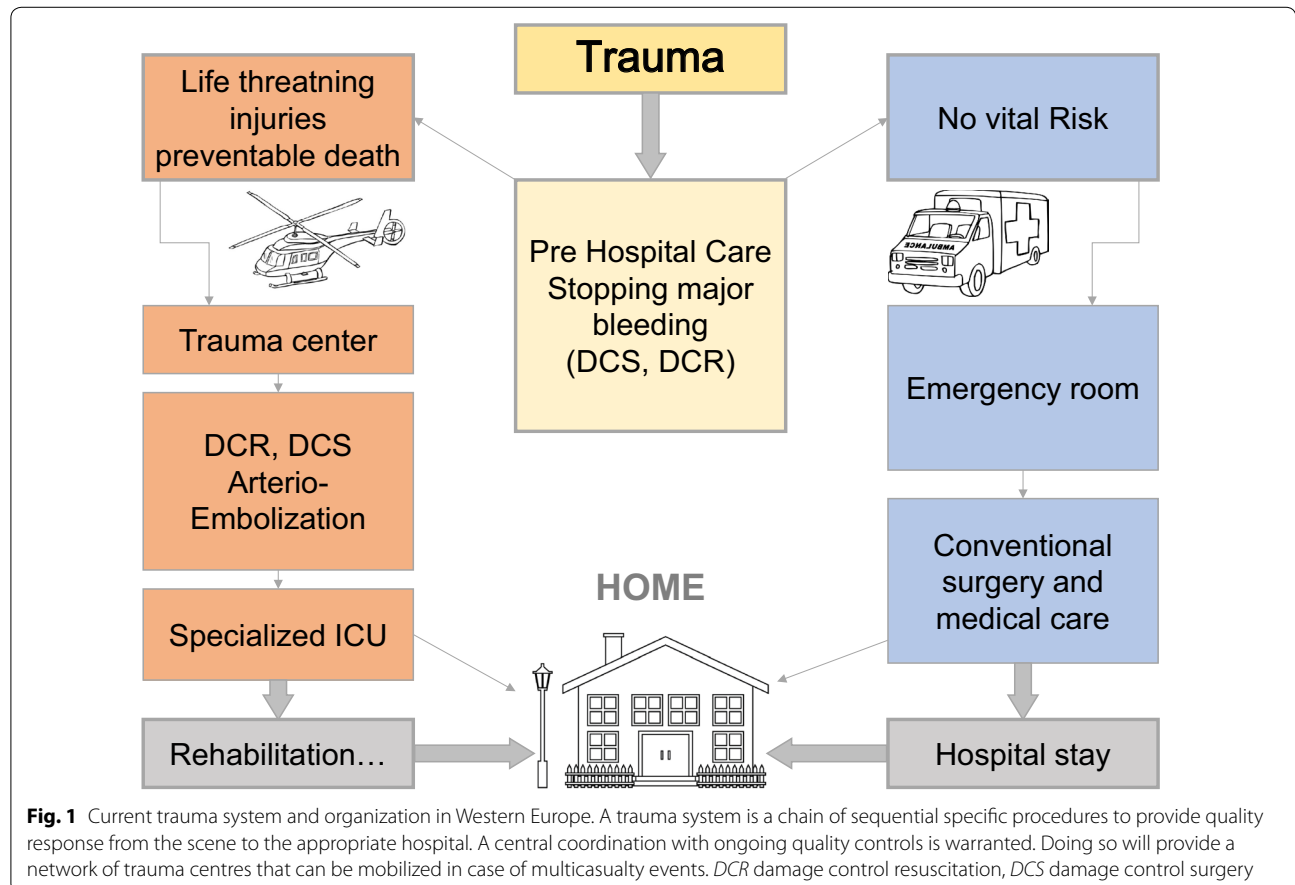 Trauma
Life threatning
injuries
preventable death
No vital Risk
Pre Hospital Care
Stopping major
bleeding
(DCS, DCR)
AMBULANCE
Trauma center
Emergency room
DCR, DCS
Arterio-
Embolization
Conventional
surgery and
medical care
HOME
Specialized ICU
Rehabilitation…
Hospital stay
Fig. 1 Current trauma system and organization in Western Europe. A trauma system is a chain of sequential specific procedures to provide quality
response from the scene to the appropriate hospital. A central coordination with ongoing quality controls is warranted. Doing so will provide a
network of trauma centres that can be mobilized in case of multicasualty events. DCR damage control resuscitation, DCS damage control surgery